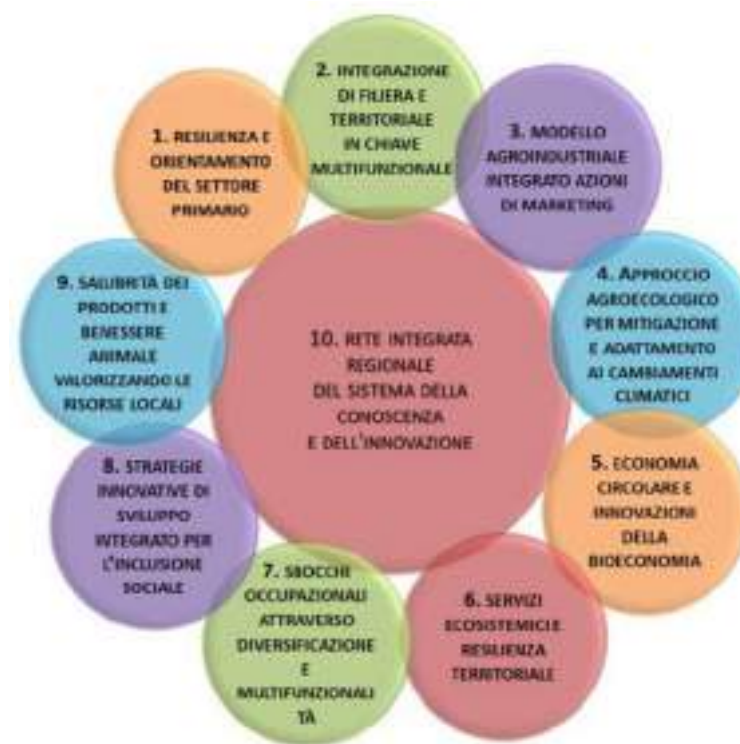 1. RESILIENZA E
ORIENTAMENTO
DEL SETTORE
PRIMARIO
2. INTEGRAZIONE
DI FILIERA E
TERRITORIALE
IN CHIAVE
MULTIFUNZIONALE
3. MODELLO
AGROINDUSTRIALE
INTEGRATO AZIONI
DI MARKETING
4. APPROCCIO
AGROECOLOGICO
PER MITIGAZIONE
E ADATTAMENTO
AI CAMBIAMENTI
CLIMATICI
5. ECONOMIA
CIRCOLARE E
INNOVAZIONI
DELLA
BIOECONOMIA
6. SERVIZI
ECOSISTEMICI E
RESILIENZA
TERRITORIALE
7. SBOCCHI
OCCUPAZIONALI
ATTRAVERSO
DIVERSIFICAZIONE
E
MULTIFUNZIONALI
TÀ
8. STRATEGIE
INNOVATIVE DI
SVILUPPO
INTEGRATO PER
L'INCLUSIONE
SOCIALE
9. SALUBRITÀ DEI
PRODOTTI E
BENESSERE
ANIMALE
VALORIZZANDO LE
RISORSE LOCALI
10. RETE INTEGRATA
REGIONALE
DEL SISTEMA DELLA
CONOSCENZA
E DELL'INNOVAZIONE